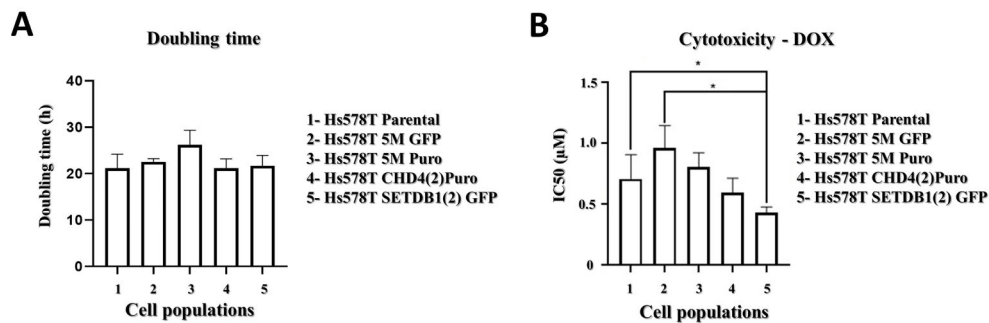 A
Doubling time
Doubling time (h)
40
30
20
10
0
1 2 3 4 5
Cell populations
1- Hs578T Parental
2- Hs578T 5M GFP
3- Hs578T 5M Puro
4- Hs578T CHD4(2)Puro
5- Hs578T SETDB1(2) GFP
B
Cytotoxicity - DOX
IC50 (μM)
1.5
1.0
0.5
0
*
*
1 2 3 4 5
Cell populations
1- Hs578T Parental
2- Hs578T 5M GFP
3- Hs578T 5M Puro
4- Hs578T CHD4(2)Puro
5- Hs578T SETDB1(2) GFP